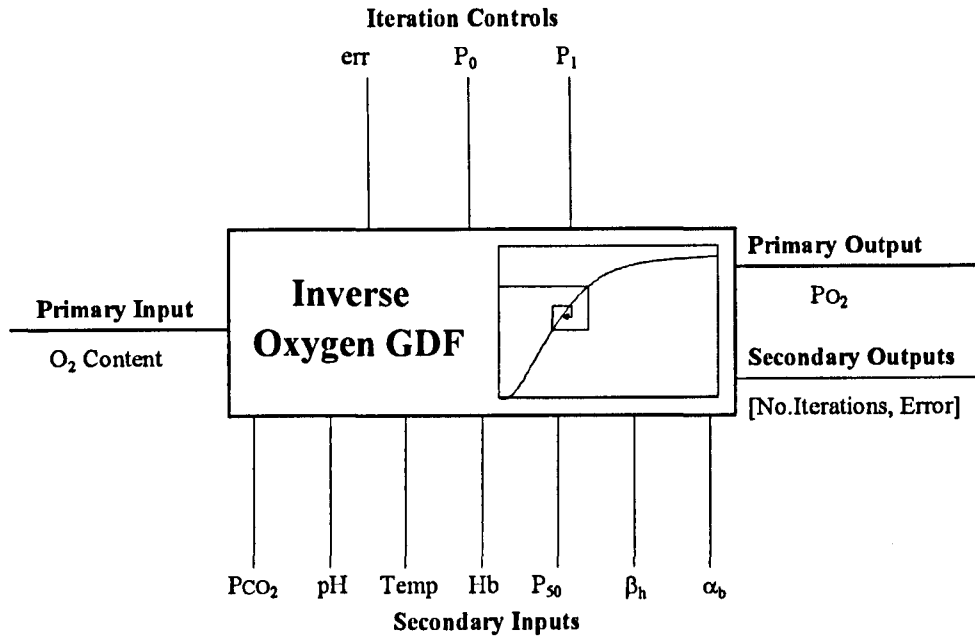 Iteration Controls
err P₀ P₁
Inverse
Oxygen GDF
Primary Input
O₂ Content
Primary Output
PO₂
Secondary Outputs
[No.Iterations, Error]
PCO₂ pH Temp Hb P₅₀ βₕ α_b
Secondary Inputs